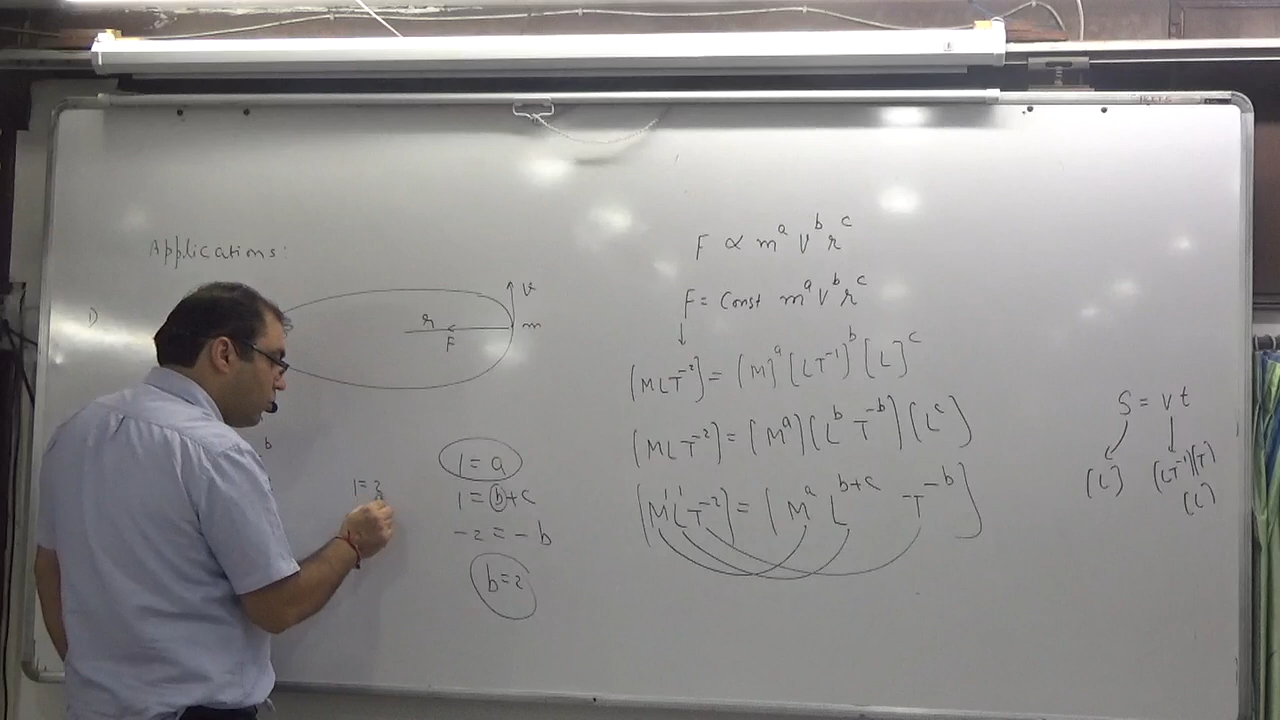 Applications:
1)
r
F
v
m
b
F ∝ m^a v^b r^c
F = Const m^a v^b r^c
[MLT^-2] = [M]^a [LT^-1]^b [L]^c
[MLT^-2] = [M^a][L^b T^-b][L^c]
[M^1 L^1 T^-2] = [M^a L^b+c T^-b]
1 = a
1 = b+c
-2 = -b
b=2
1=2
S = vt
[L]
[LT^-1][T]
[L]